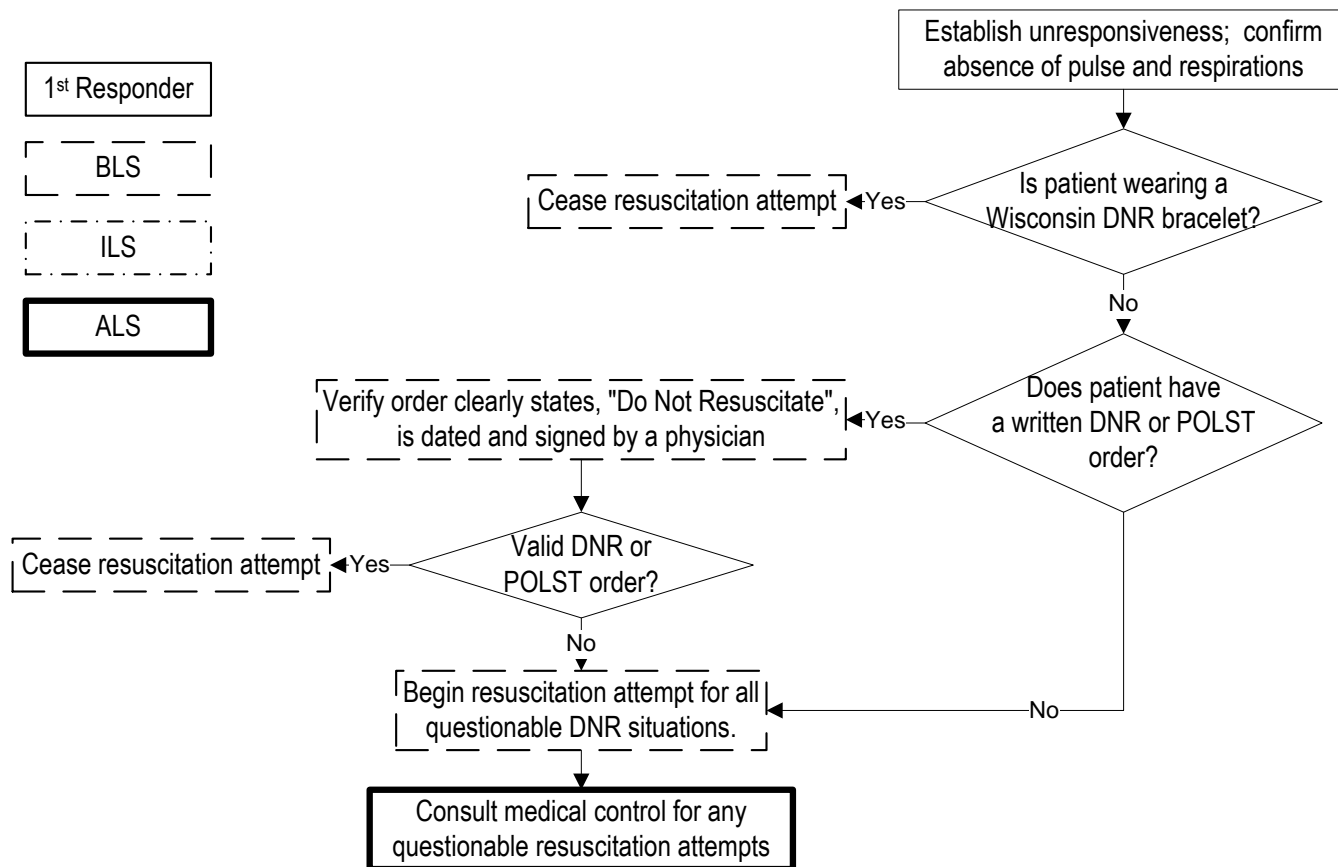 1st Responder
BLS
ILS
ALS
Establish unresponsiveness;  confirm
absence of pulse and respirations
Is patient wearing a
Wisconsin DNR bracelet?
Yes
Cease resuscitation attempt
No
Does patient have
a written DNR or POLST
order?
Yes
Verify order clearly states, "Do Not Resuscitate",
is dated and signed by a physician
Valid DNR or
POLST order?
Yes
Cease resuscitation attempt
No
No
Begin resuscitation attempt for all
questionable DNR situations.
Consult medical control for any
questionable resuscitation attempts